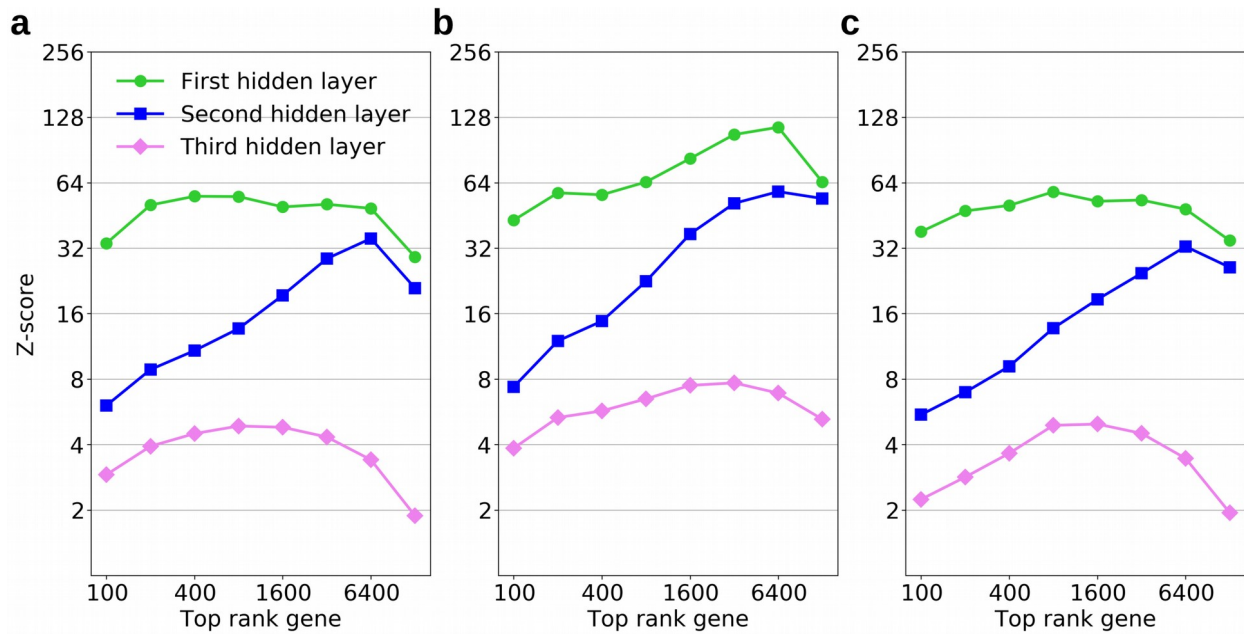 a
256
128
64
32
16
8
4
2
Z-score
First hidden layer
Second hidden layer
Third hidden layer
100 400 1600 6400
Top rank gene
b
256
128
64
32
16
8
4
2
100 400 1600 6400
Top rank gene
c
256
128
64
32
16
8
4
2
100 400 1600 6400
Top rank gene